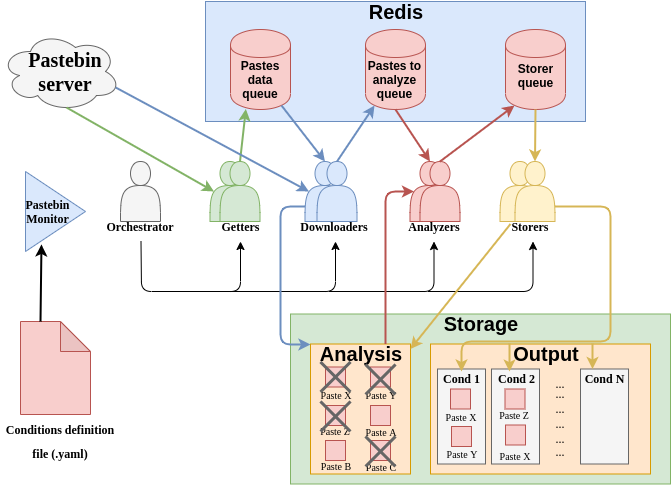 Redis
Pastebin
server
Pastes
data
queue
Pastes to
analyze
queue
Storer
queue
Pastebin
Monitor
Orchestrator
Getters
Downloaders
Analyzers
Storers
Storage
Analysis
Output
Paste X
Paste Y
Paste Z
Paste A
Paste B
Paste C
Cond 1
Paste X
Paste Y
Cond 2
Paste Z
Paste X
...
...
...
...
...
...
Cond N
Conditions definition
file (.yaml)